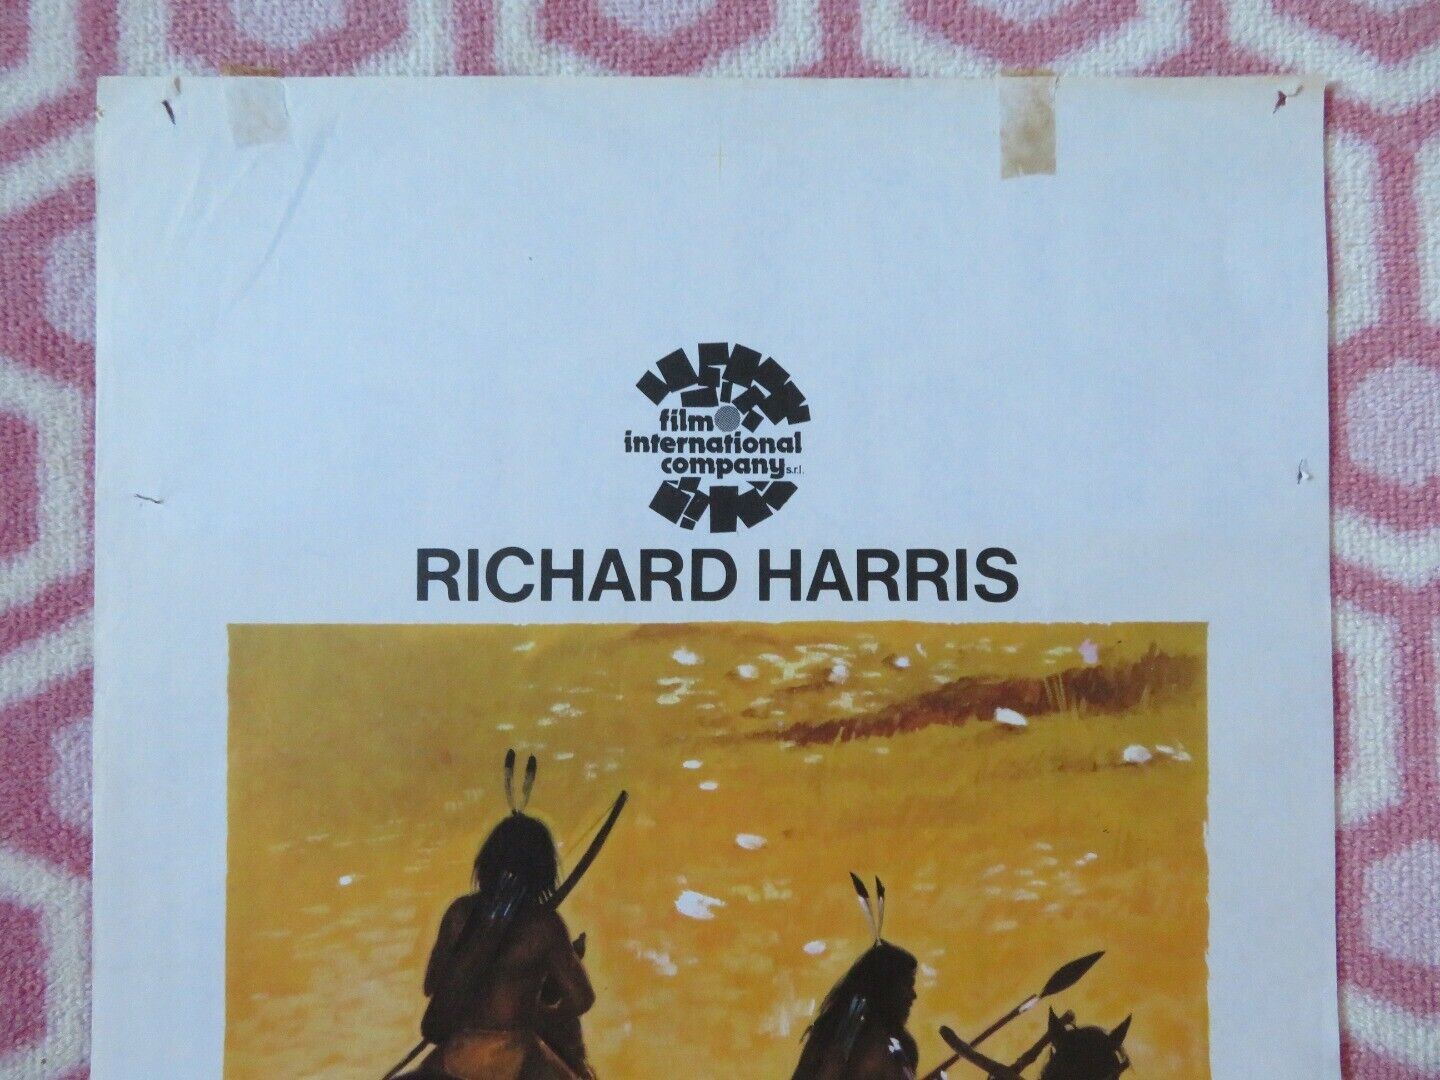 film
international
company s.r.l.
RICHARD HARRIS